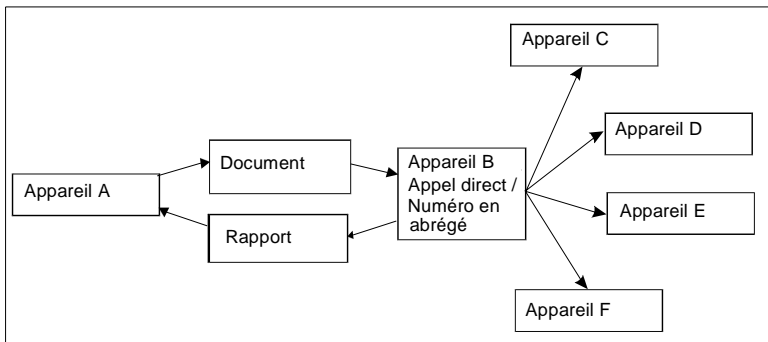 Appareil A
Document
Rapport
Appareil B
Appel direct /
Numéro en
abrégé
Appareil C
Appareil D
Appareil E
Appareil F